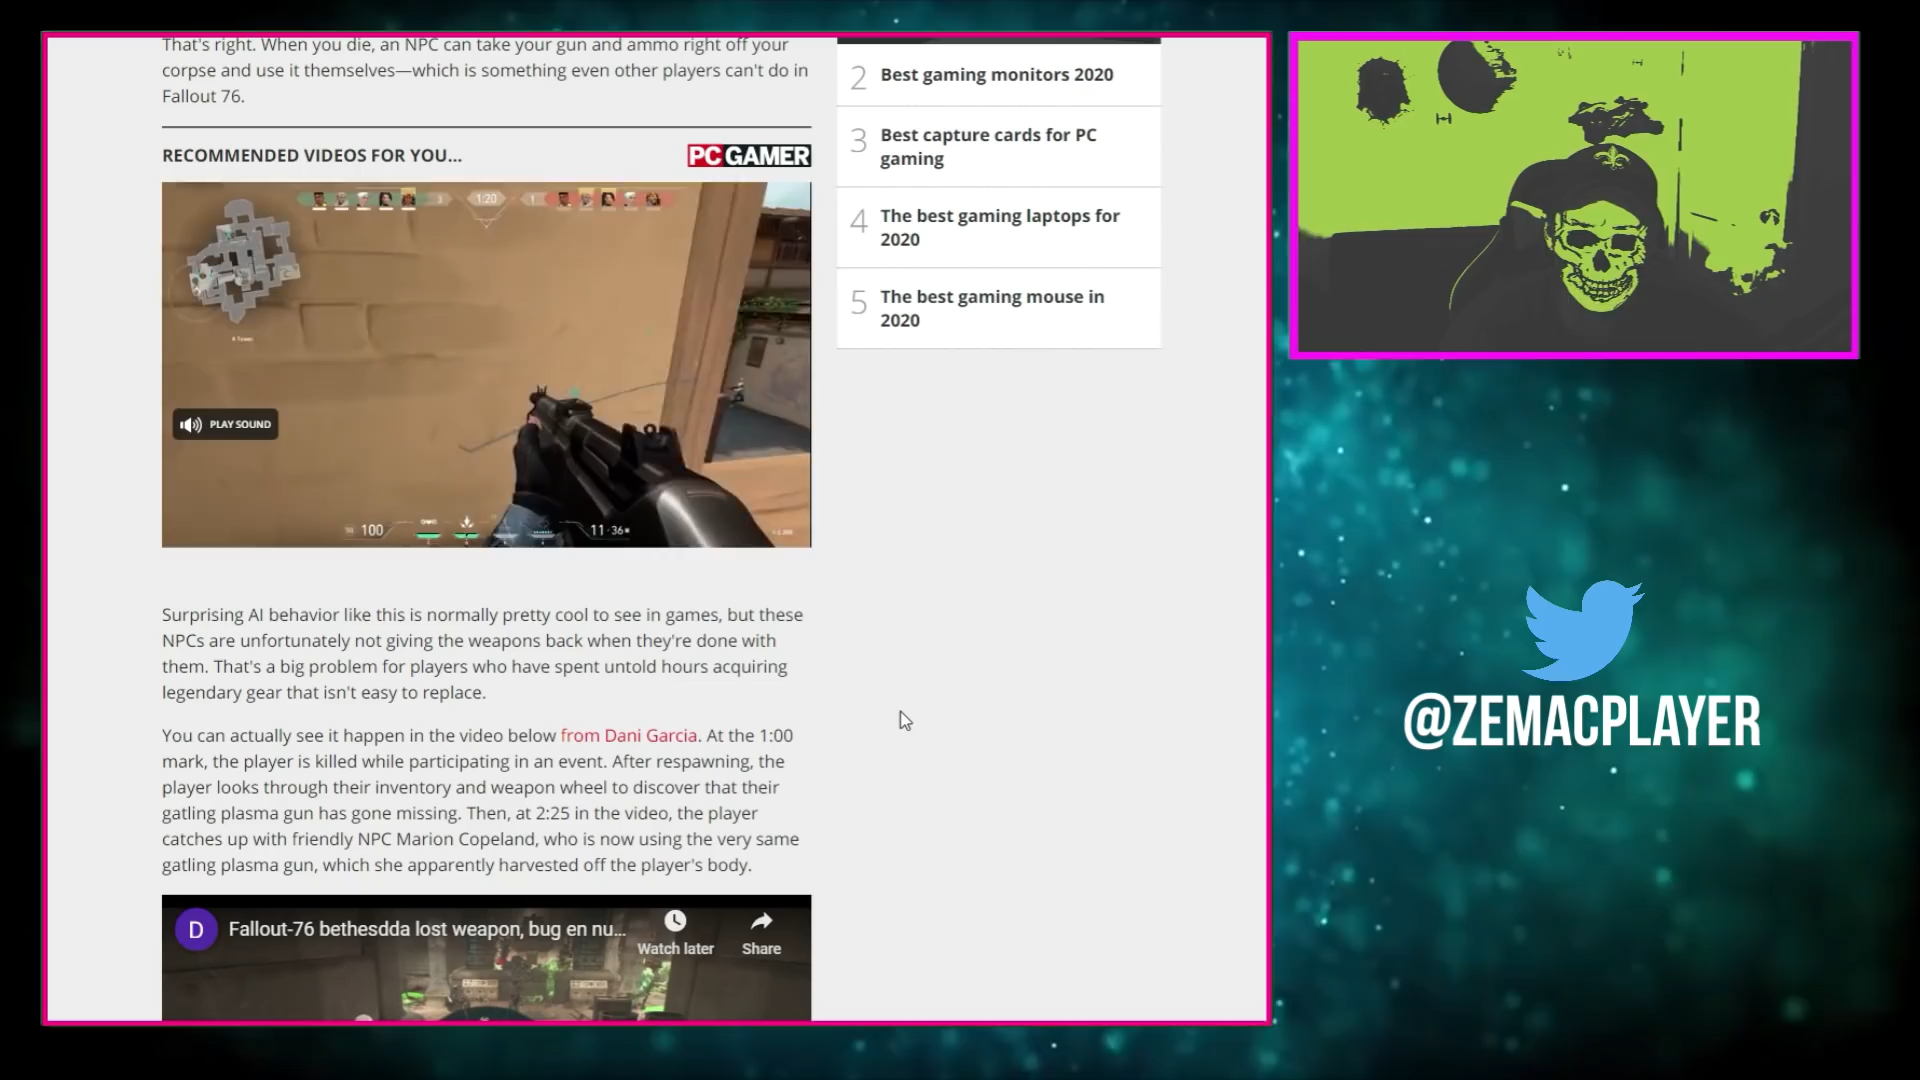 That's right. When you die, an NPC can take your gun and ammo right off your
corpse and use it themselves—which is something even other players can't do in
Fallout 76.
RECOMMENDED VIDEOS FOR YOU...
PC GAMER
3
1:20
1
PLAY SOUND
100
11
36
Surprising AI behavior like this is normally pretty cool to see in games, but these
NPCs are unfortunately not giving the weapons back when they're done with
them. That's a big problem for players who have spent untold hours acquiring
legendary gear that isn't easy to replace.
You can actually see it happen in the video below from Dani Garcia. At the 1:00
mark, the player is killed while participating in an event. After respawning, the
player looks through their inventory and weapon wheel to discover that their
gatling plasma gun has gone missing. Then, at 2:25 in the video, the player
catches up with friendly NPC Marion Copeland, who is now using the very same
gatling plasma gun, which she apparently harvested off the player's body.
D
Fallout-76 bethesdda lost weapon, bug en nu...
Watch later
Share
2 Best gaming monitors 2020
3 Best capture cards for PC
gaming
4 The best gaming laptops for
2020
5 The best gaming mouse in
2020
@ZEMACPLAYER